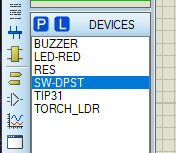 P L DEVICES
BUZZER
LED-RED
RES
SW-DPST
TIP31
TORCH_LDR